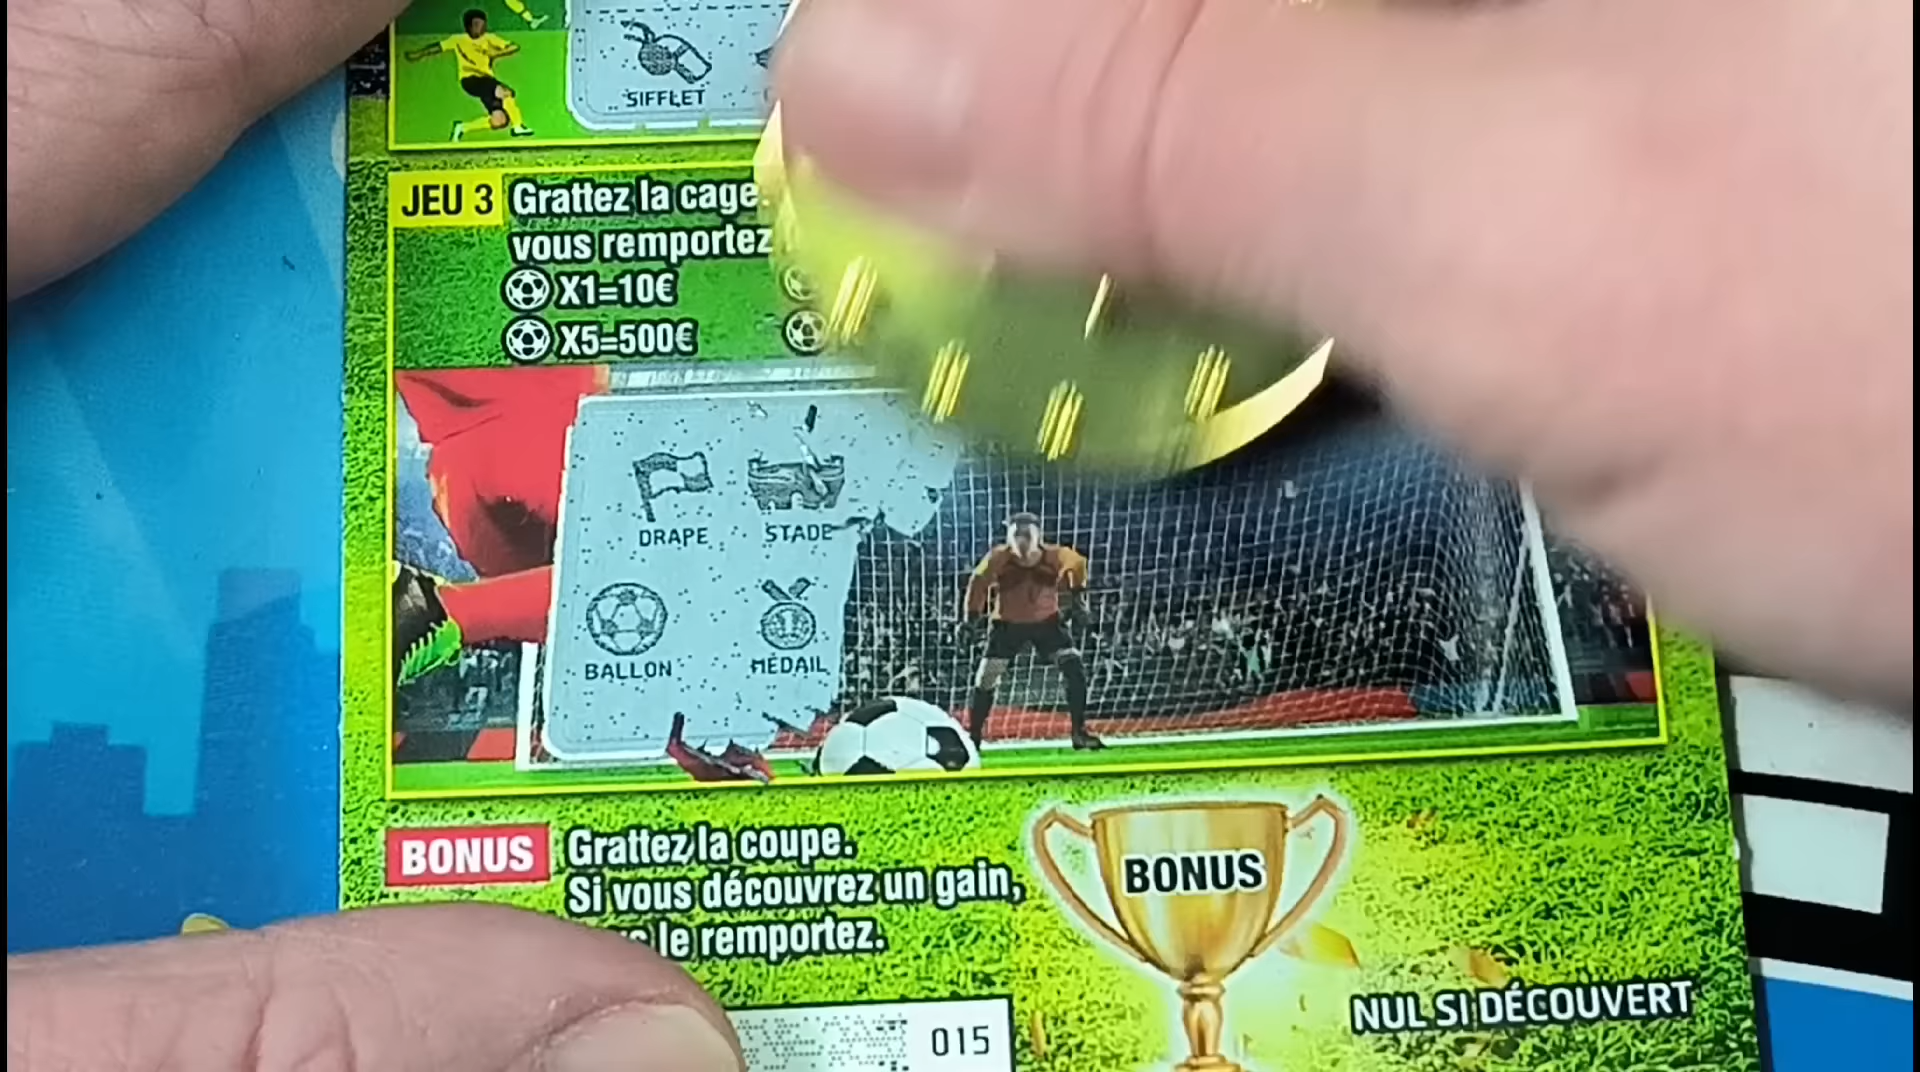 SIFFLET
JEU 3 Grattez la cage.
vous remportez
X1=10€
X5=500€
DRAPE STADE
BALLON MÉDAIL
BONUS Grattez la coupe.
Si vous découvrez un gain,
le remportez.
BONUS
NUL SI DÉCOUVERT
015